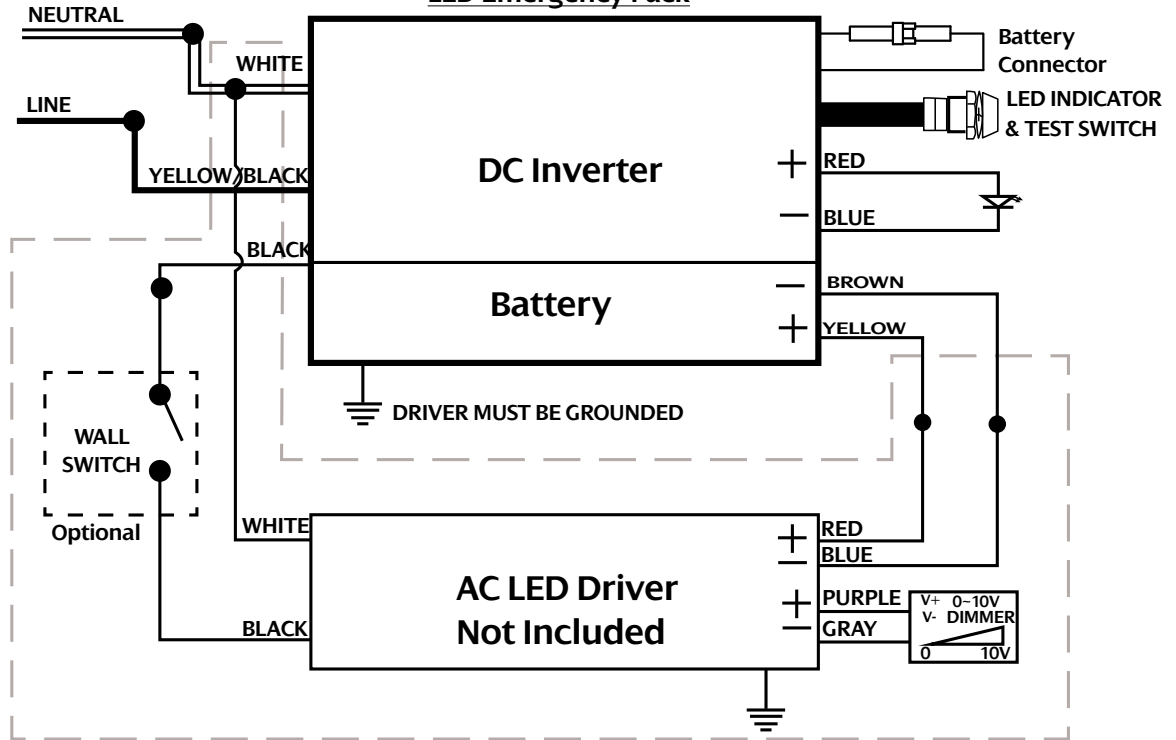 LED Emergency Pack
NEUTRAL
WHITE
LINE
YELLOW/BLACK
BLACK
DC Inverter
Battery
Battery
Connector
LED INDICATOR
& TEST SWITCH
+ RED
− BLUE
− BROWN
+ YELLOW
DRIVER MUST BE GROUNDED
WALL
SWITCH
Optional
WHITE
BLACK
AC LED Driver
Not Included
+ RED
− BLUE
+ PURPLE
− GRAY
V+ 0~10V
V- DIMMER
0 10V